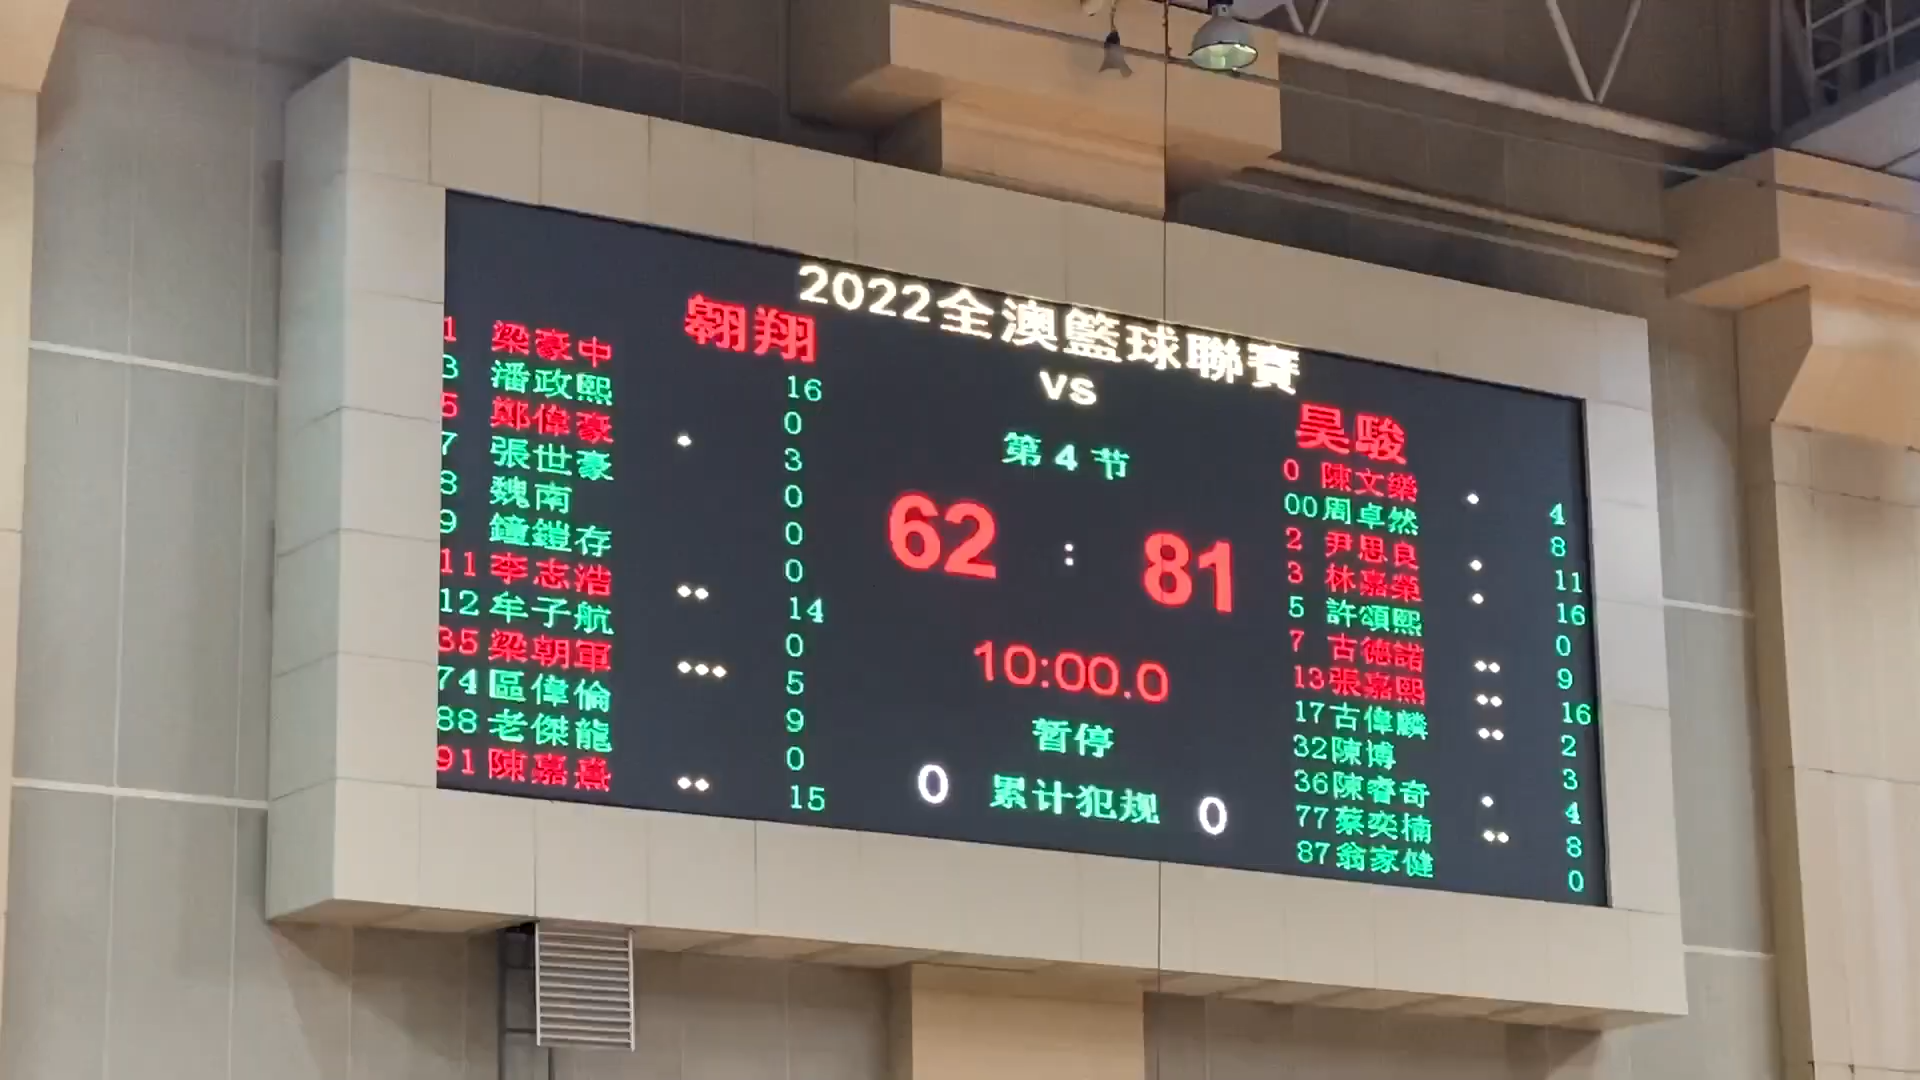 2022全澳籃球聯賽
翱翔
VS
昊駿
第4节
62 : 81
10:00.0
暂停
0 累计犯规 0
1 梁豪中 16
3 潘政熙 0
5 鄭偉豪 3
7 張世豪 0
8 魏南 0
9 鐘鎧存 0
11 李志浩 14
12 牟子航 0
35 梁朝軍 5
74 區偉倫 9
88 老傑龍 0
91 陳嘉熹 15
0 陳文樂 4
00 周卓然 8
2 尹思良 11
3 林嘉榮 16
5 許頌熙 0
7 古德諾 9
13 張嘉熙 16
17 古偉麟 2
32 陳博 3
36 陳睿奇 4
77 蔡奕楠 8
87 翁家健 0